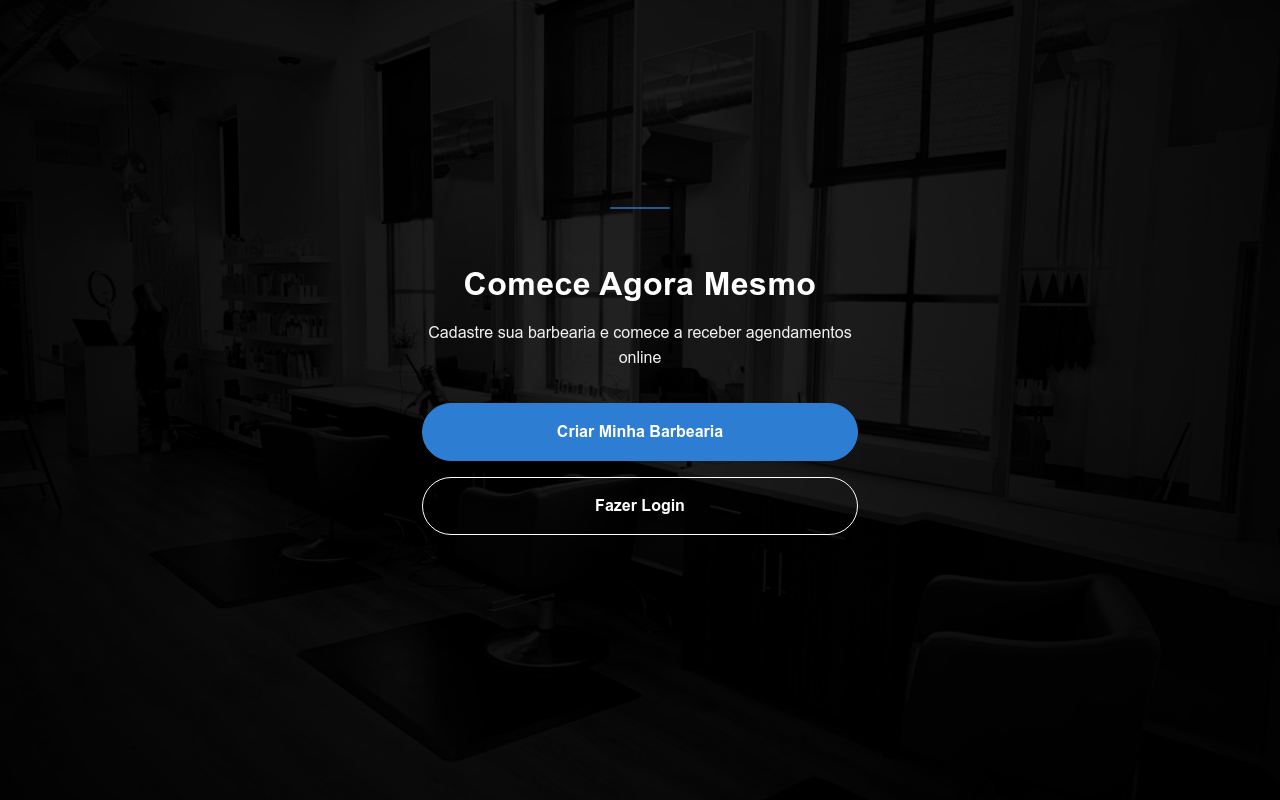 Comece Agora Mesmo
Cadastre sua barbearia e comece a receber agendamentos
online
Criar Minha Barbearia
Fazer Login